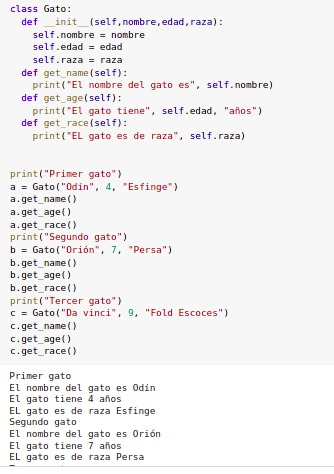 class Gato:
  def __init__(self,nombre,edad,raza):
    self.nombre = nombre
    self.edad = edad
    self.raza = raza
  def get_name(self):
    print("El nombre del gato es", self.nombre)
  def get_age(self):
    print("El gato tiene", self.edad, "años")
  def get_race(self):
    print("EL gato es de raza", self.raza)
print("Primer gato")
a = Gato("Odín", 4, "Esfinge")
a.get_name()
a.get_age()
a.get_race()
print("Segundo gato")
b = Gato("Orión", 7, "Persa")
b.get_name()
b.get_age()
b.get_race()
print("Tercer gato")
c = Gato("Da vinci", 9, "Fold Escoces")
c.get_name()
c.get_age()
c.get_race()
Primer gato
El nombre del gato es Odín
El gato tiene 4 años
EL gato es de raza Esfinge
Segundo gato
El nombre del gato es Orión
El gato tiene 7 años
EL gato es de raza Persa